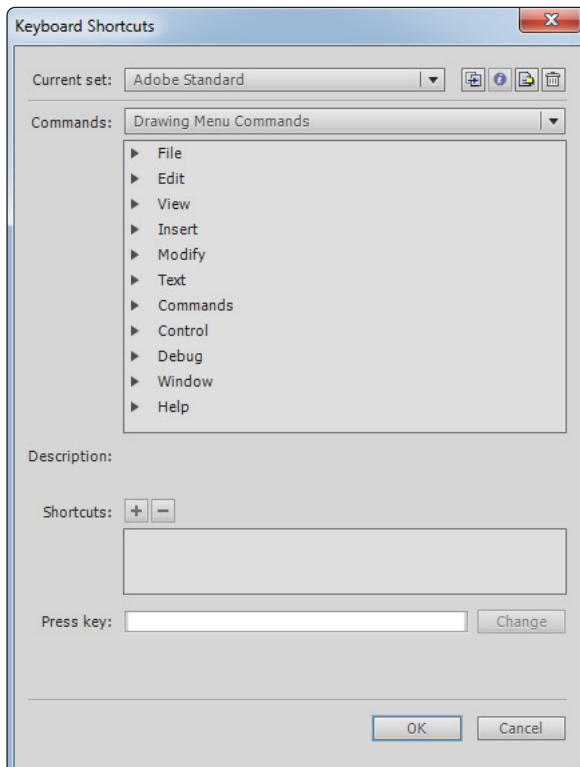 Keyboard Shortcuts
Current set: Adobe Standard
Commands: Drawing Menu Commands
File
Edit
View
Insert
Modify
Text
Commands
Control
Debug
Window
Help
Description:
Shortcuts:
Press key: Change
OK Cancel